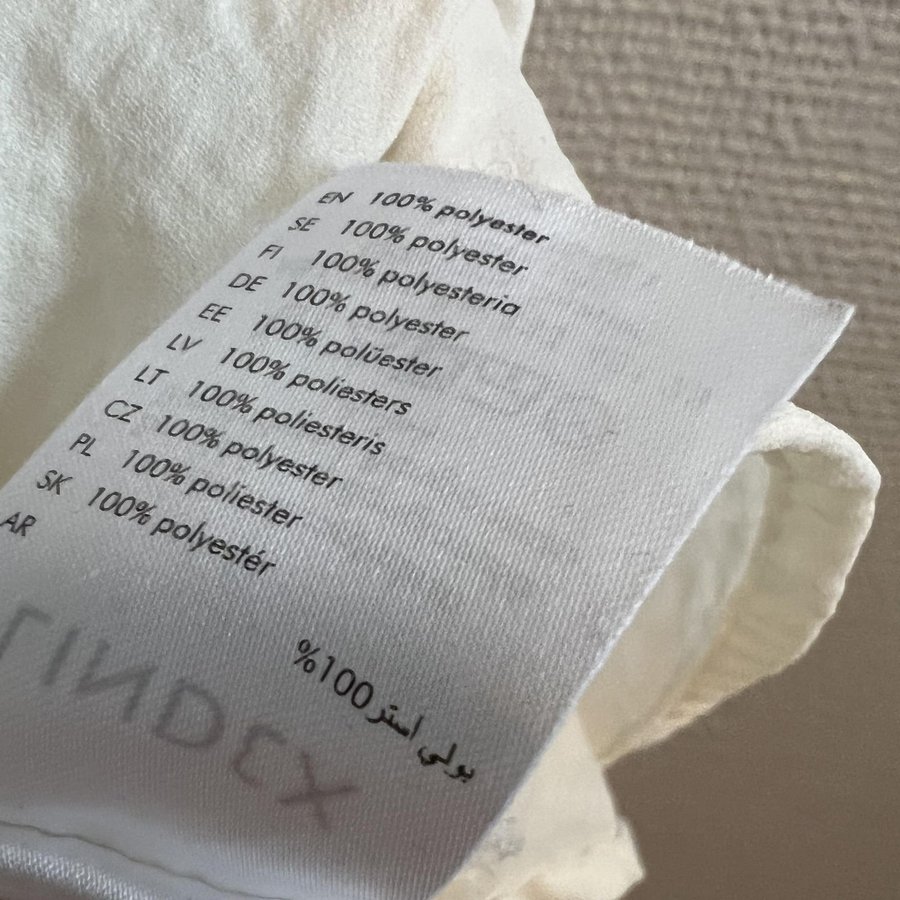 EN 100% polyester
SE 100% polyester
FI 100% polyesteria
DE 100% polyester
EE 100% polüester
LV 100% poliesters
LT 100% poliesteris
CZ 100% polyester
PL 100% poliester
SK 100% polyestér
AR
%100 بولي استر
LINDEX